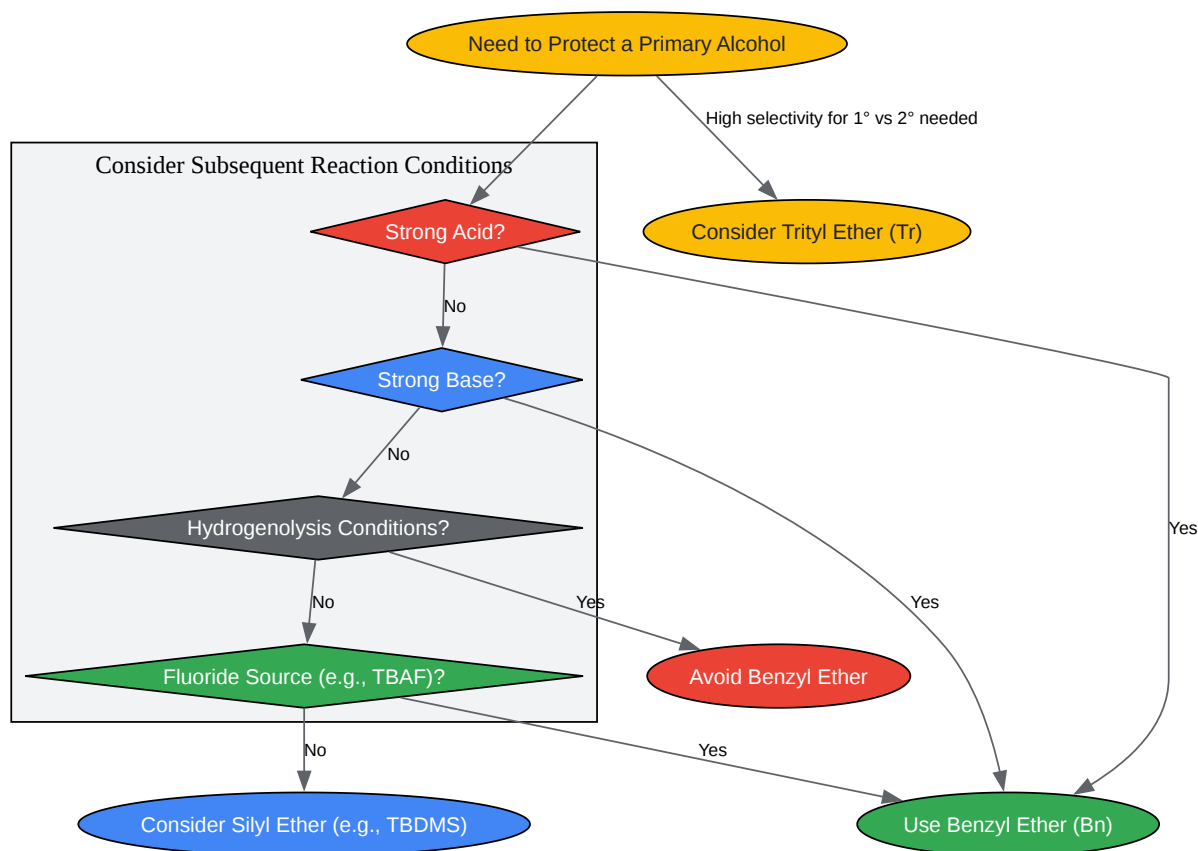 Need to Protect a Primary Alcohol
High selectivity for 1° vs 2° needed
Consider Subsequent Reaction Conditions
Strong Acid?
Consider Trityl Ether (Tr)
No
Strong Base?
No
Hydrogenolysis Conditions?
Yes
No
Yes
Yes
Fluoride Source (e.g., TBAF)?
Avoid Benzyl Ether
No
Yes
Consider Silyl Ether (e.g., TBDMS)
Use Benzyl Ether (Bn)